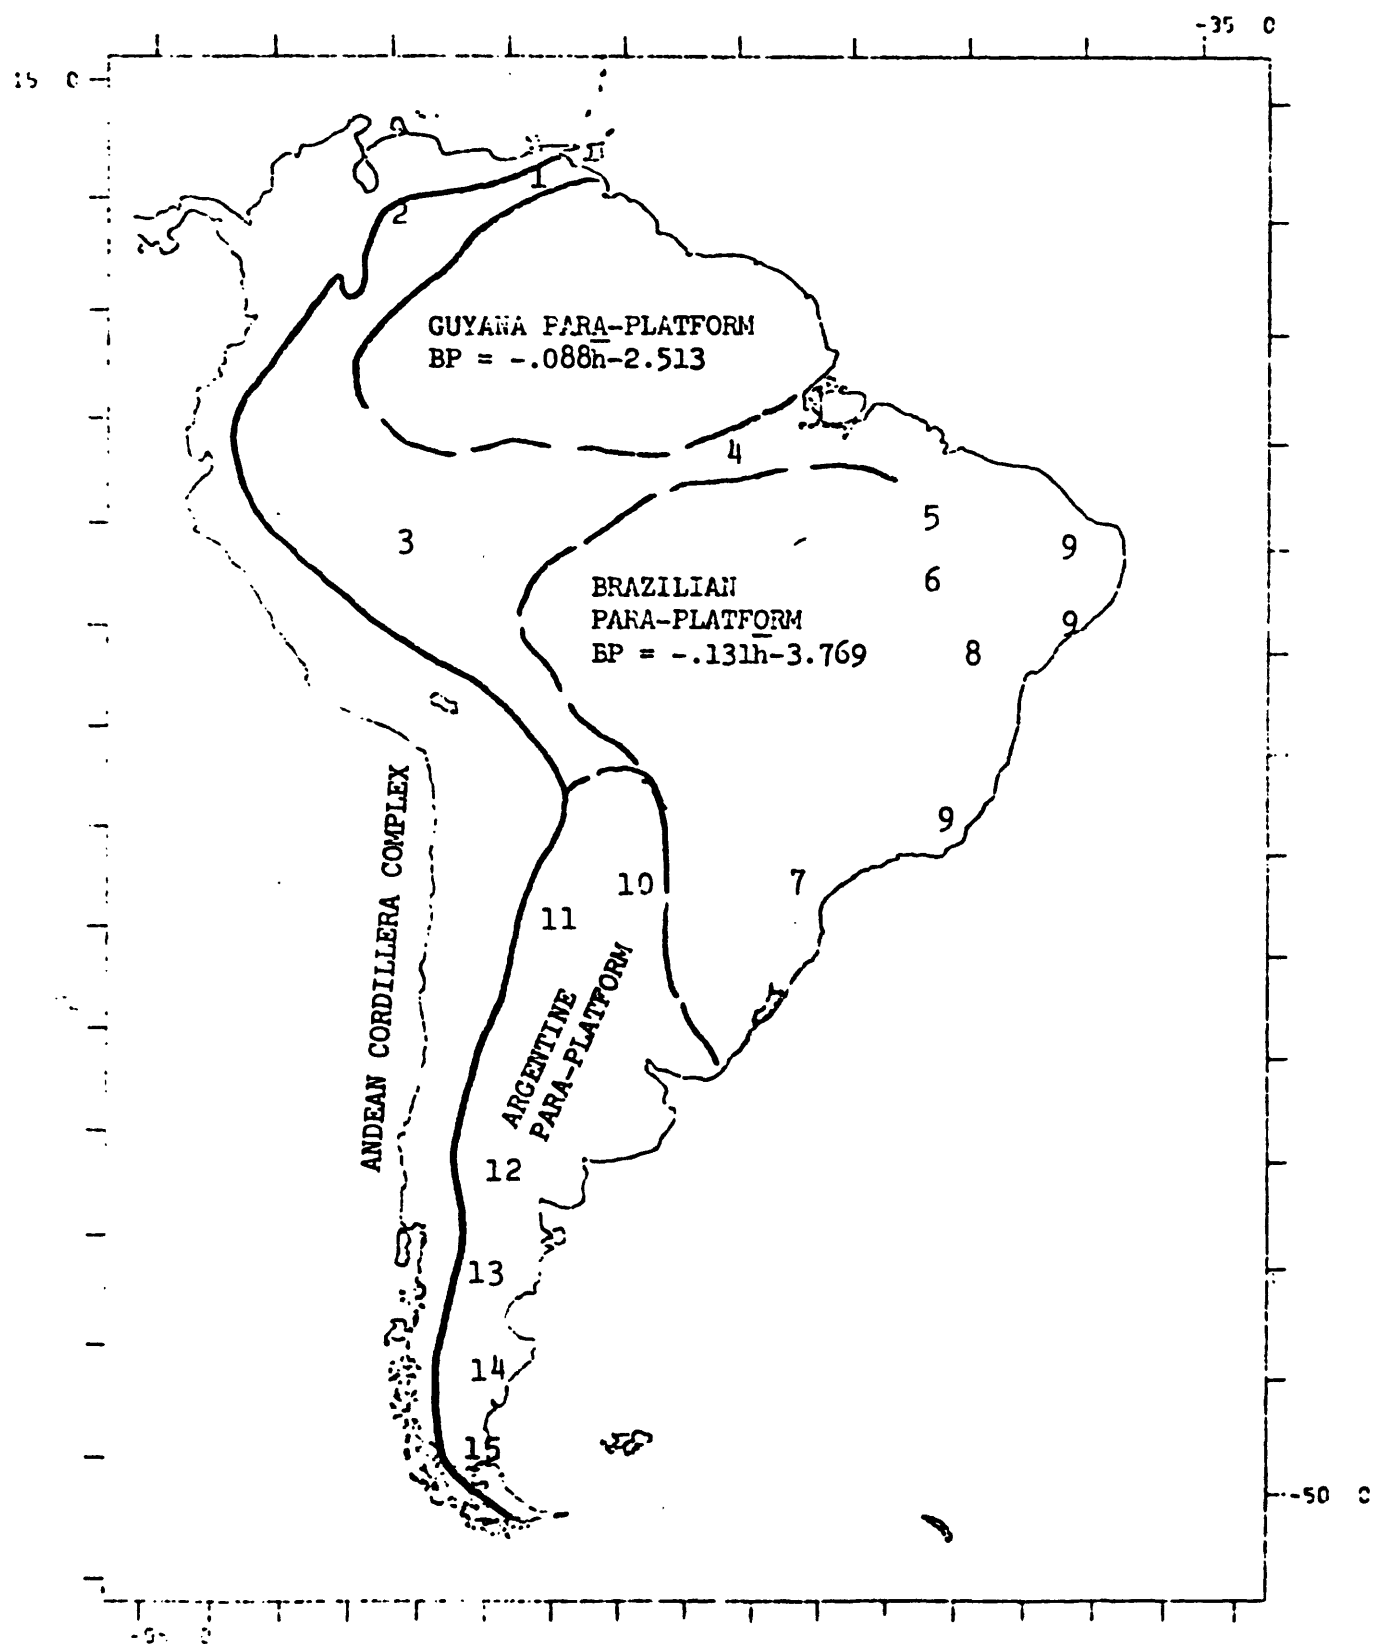 -35 0
15 0
1
2
GUYANA PARA-PLATFORM
BP = -.088h̅-2.513
4
3
5
9
6
BRAZILIAN
PARA-PLATFORM
BP = -.131h̅-3.769
9
8
9
7
10
11
ANDEAN CORDILLERA COMPLEX
ARGENTINE
PARA-PLATFORM
12
13
14
15
-50 0